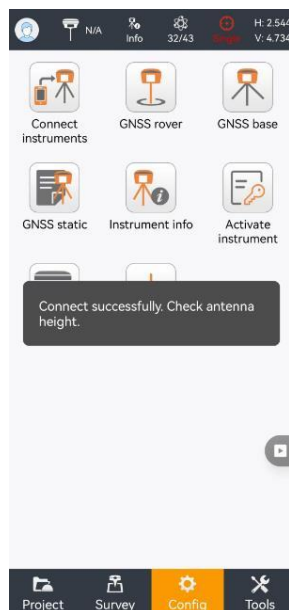 N/A
Info
32/43
Single
H: 2.544
V: 4.734
Connect
instruments
GNSS rover
GNSS base
GNSS static
Instrument info
Activate
instrument
Connect successfully. Check antenna
height.
Project
Survey
Config
Tools